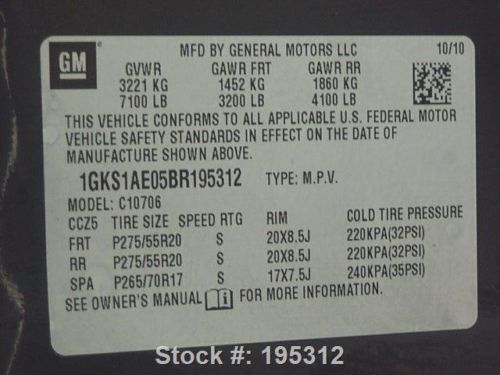 GM
MFD BY GENERAL MOTORS LLC 10/10
GVWR GAWR FRT GAWR RR
3221 KG 1452 KG 1860 KG
7100 LB 3200 LB 4100 LB
THIS VEHICLE CONFORMS TO ALL APPLICABLE U.S. FEDERAL MOTOR
VEHICLE SAFETY STANDARDS IN EFFECT ON THE DATE OF
MANUFACTURE SHOWN ABOVE.
1GKS1AE05BR195312 TYPE: M.P.V.
MODEL: C10706
CCZ5 TIRE SIZE SPEED RTG RIM COLD TIRE PRESSURE
FRT P275/55R20 S 20X8.5J 220KPA(32PSI)
RR P275/55R20 S 20X8.5J 220KPA(32PSI)
SPA P265/70R17 S 17X7.5J 240KPA(35PSI)
SEE OWNER'S MANUAL FOR MORE INFORMATION.
Stock #: 195312